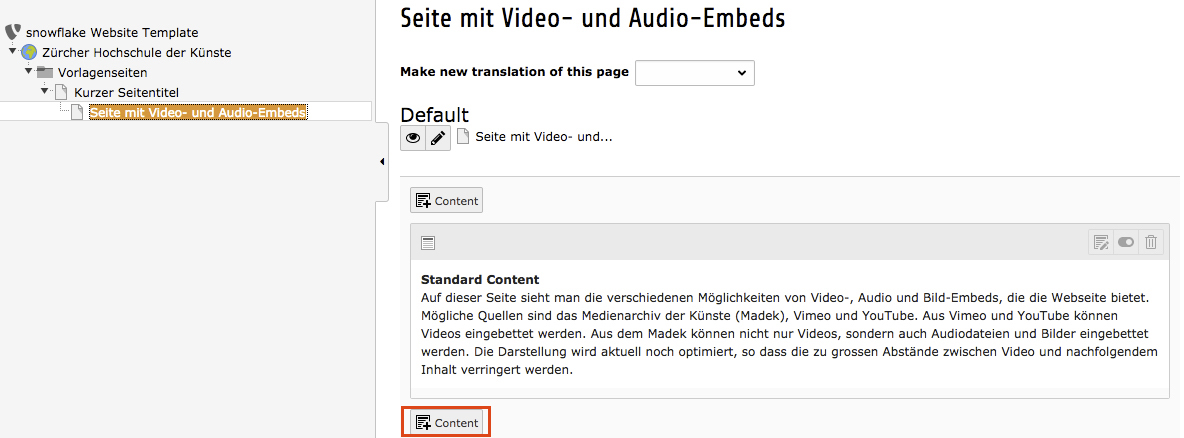 snowflake Website Template
Zürcher Hochschule der Künste
Vorlagenseiten
Kurzer Seitentitel
Seite mit Video- und Audio-Embeds
Seite mit Video- und Audio-Embeds
Make new translation of this page
Default
Seite mit Video- und...
Content
Standard Content
Auf dieser Seite sieht man die verschiedenen Möglichkeiten von Video-, Audio und Bild-Embeds, die die Webseite bietet.
Mögliche Quellen sind das Medienarchiv der Künste (Madek), Vimeo und YouTube. Aus Vimeo und YouTube können
Videos eingebettet werden. Aus dem Madek können nicht nur Videos, sondern auch Audiodateien und Bilder eingebettet
werden. Die Darstellung wird aktuell noch optimiert, so dass die zu grossen Abstände zwischen Video und nachfolgendem
Inhalt verringert werden.
Content